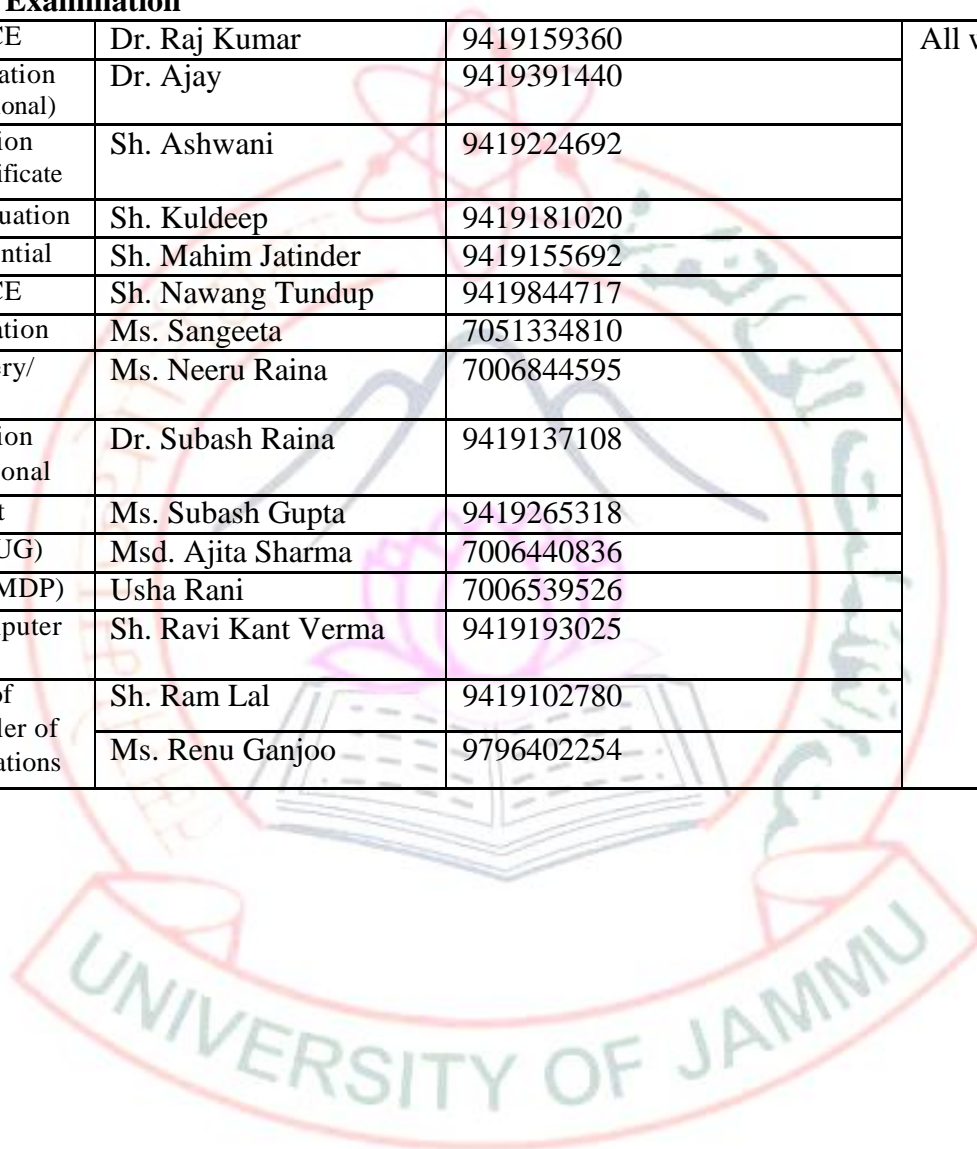 Examination
CE Dr. Raj Kumar 9419159360 All
ation Dr. Ajay 9419391440
onal)
ion Sh. Ashwani 9419224692
ificate
uation Sh. Kuldeep 9419181020
ntial Sh. Mahim Jatinder 9419155692
CE Sh. Nawang Tundup 9419844717
ation Ms. Sangeeta 7051334810
ery/ Ms. Neeru Raina 7006844595
ion Dr. Subash Raina 9419137108
onal
t Ms. Subash Gupta 9419265318
UG) Msd. Ajita Sharma 7006440836
MDP) Usha Rani 7006539526
puter Sh. Ravi Kant Verma 9419193025
of Sh. Ram Lal 9419102780
ler of
ations Ms. Renu Ganjoo 9796402254
UNIVERSITY OF JAMMU